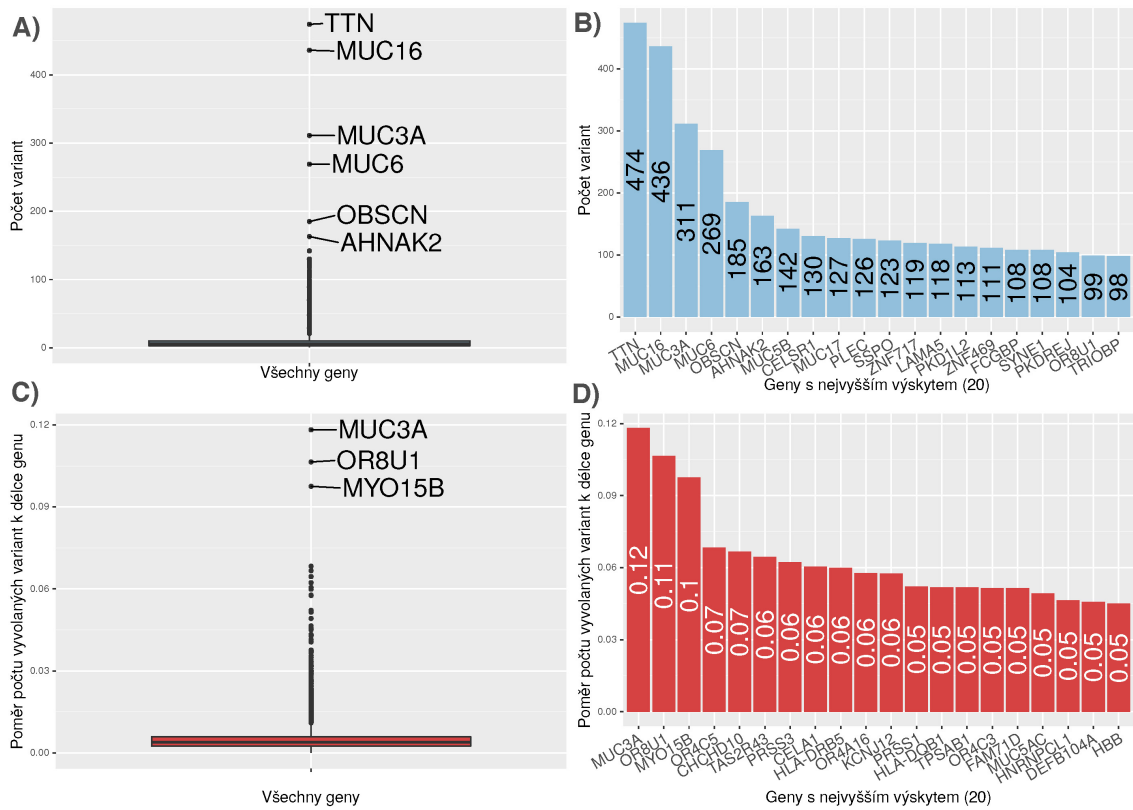 A)
TTN
MUC16
MUC3A
MUC6
OBSCN
AHNAK2
400
300
200
100
0
Počet variant
Všechny geny
B)
400
300
200
100
0
Počet variant
474
436
311
269
185
163
142
130
127
126
123
119
118
113
111
108
108
104
99
98
TTN
MUC16
MUC3A
MUC6
OBSCN
AHNAK2
MUC5B
CELSR1
MUC17
PLEC
SSPO
ZNF717
LAMA5
PKD1L2
ZNF469
FCGBP
SYNE1
PKDREJ
OR8U1
TRIOBP
Geny s nejvyšším výskytem (20)
C)
MUC3A
OR8U1
MYO15B
0.12
0.09
0.06
0.03
0.00
Poměr počtu vyvolaných variant k délce genu
Všechny geny
D)
0.12
0.09
0.06
0.03
0.00
Poměr počtu vyvolaných variant k délce genu
0.12
0.11
0.1
0.07
0.07
0.06
0.06
0.06
0.06
0.06
0.06
0.05
0.05
0.05
0.05
0.05
0.05
0.05
0.05
0.05
MUC3A
OR8U1
MYO15B
OR4C5
CHCHD10
TAS2R43
PRSS3
CELA1
HLA-DRB5
OR4A16
KCNJ12
PRSS1
HLA-DQB1
TPSAB1
OR4C3
FAM71D
MUC5AC
HNRNPCL1
DEFB104A
HBB
Geny s nejvyšším výskytem (20)